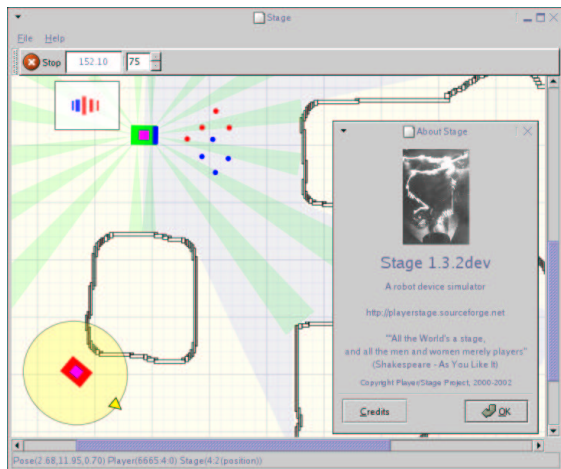 Stage
File Help
Stop 152.10 75
About Stage
Stage 1.3.2dev
A robot device simulator
http://playerstage.sourceforge.net
"'All the World's a stage,
and all the men and women merely players"
(Shakespeare - As You Like It)
Copyright Player/Stage Project, 2000-2002
Credits OK
Pose(2.68,11.95,0.70) Player(6665:4:0) Stage(4:2(position))